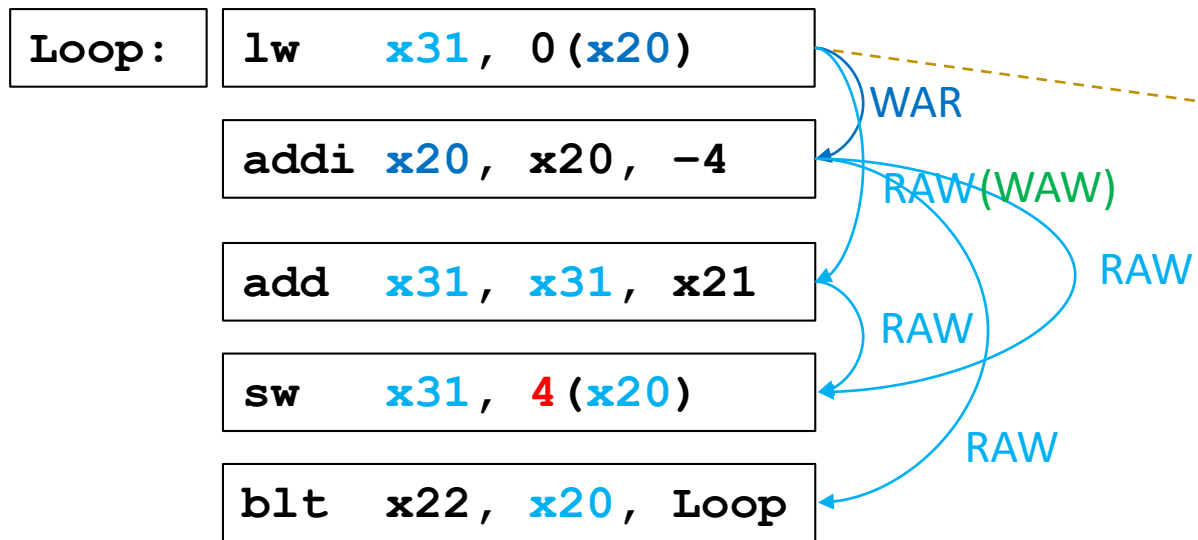 Loop: lw x31, 0(x20)
WAR
addi x20, x20, −4
RAW(WAW)
add x31, x31, x21
RAW
RAW
sw x31, 4(x20)
RAW
blt x22, x20, Loop